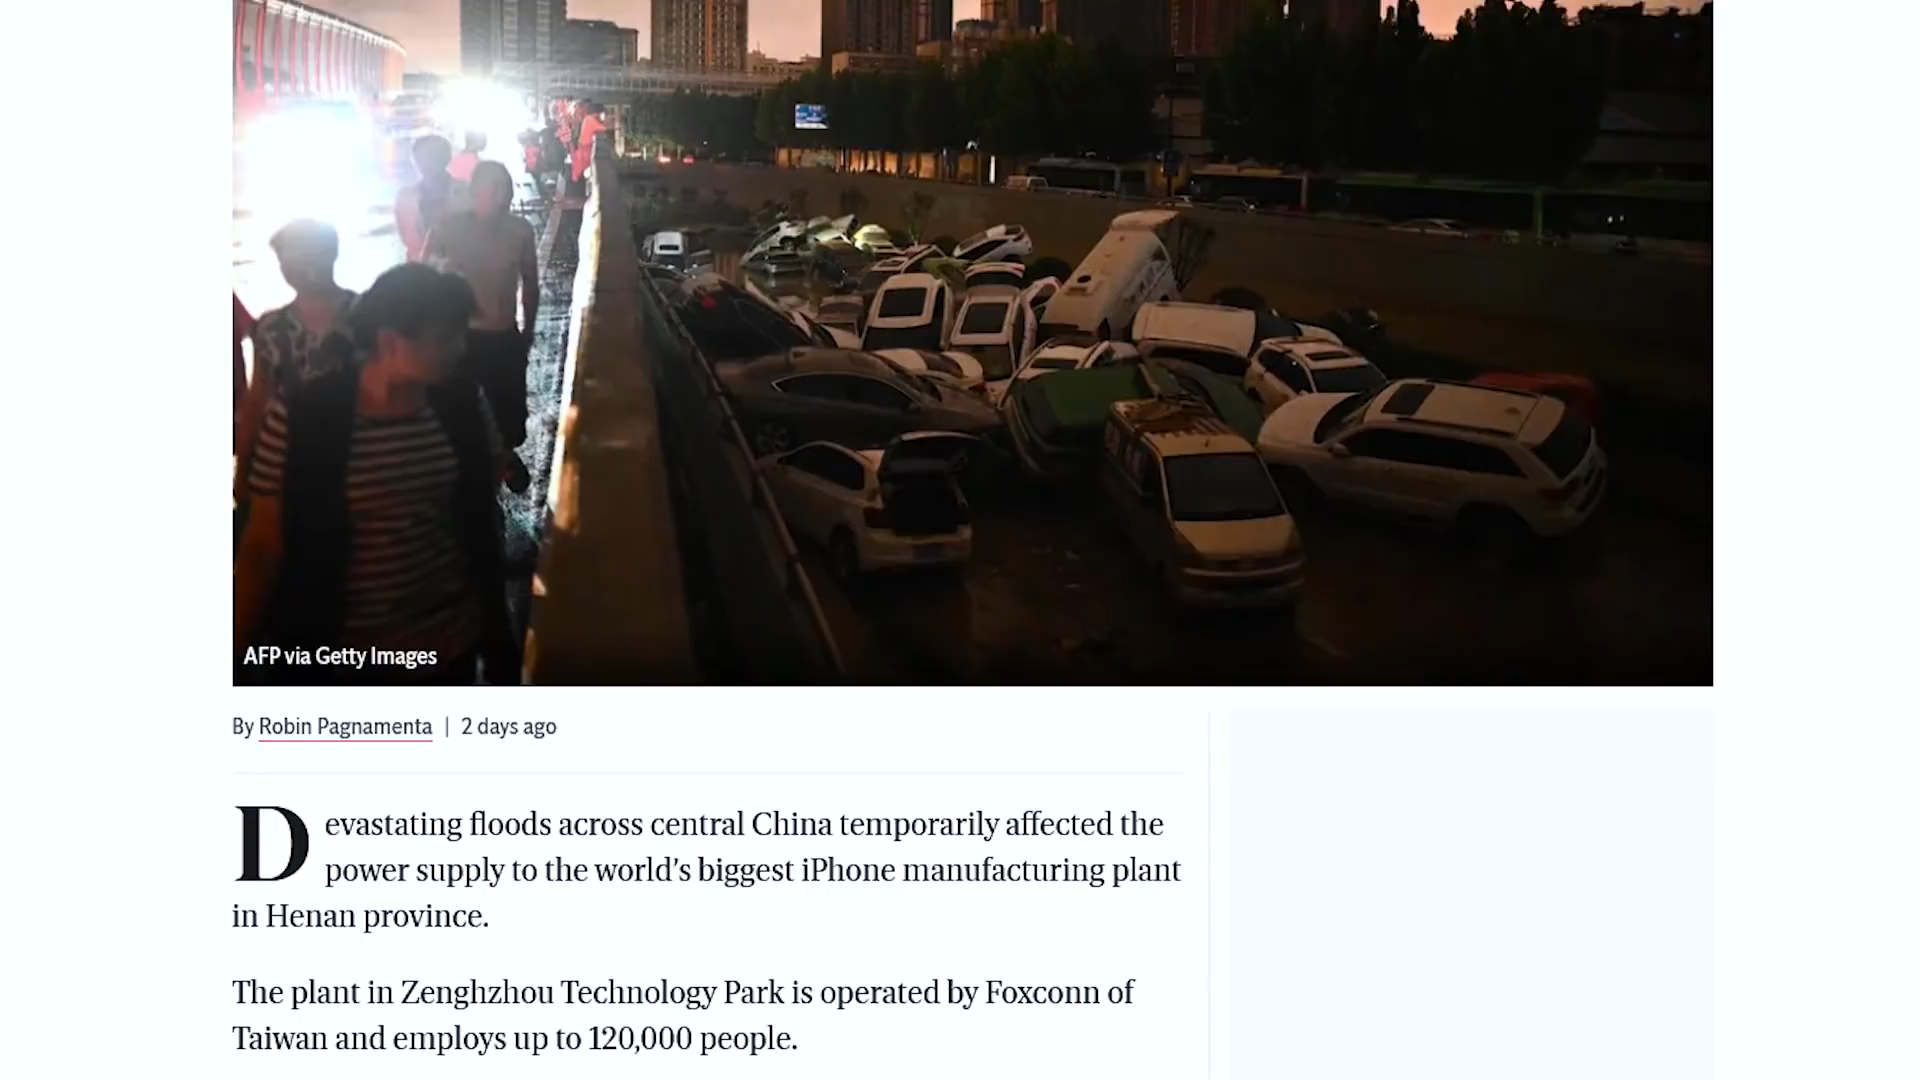 AFP via Getty Images
By Robin Pagnamenta | 2 days ago
Devastating floods across central China temporarily affected the
power supply to the world's biggest iPhone manufacturing plant
in Henan province.
The plant in Zenghzhou Technology Park is operated by Foxconn of
Taiwan and employs up to 120,000 people.